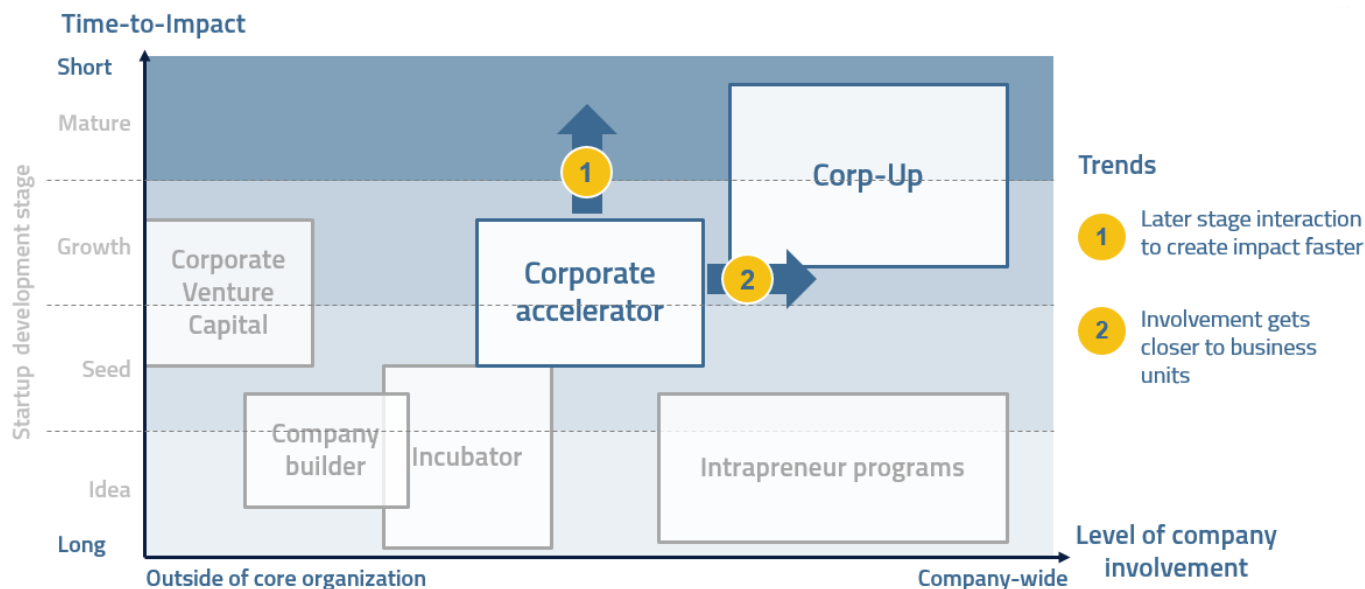 Time-to-Impact
Short
Mature
Growth
Seed
Idea
Long
Startup development stage
Corporate
Venture
Capital
Company
builder
Incubator
Corporate
accelerator
1
2
Corp-Up
Intrapreneur programs
Outside of core organization
Company-wide
Level of company
involvement
Trends
1
Later stage interaction
to create impact faster
2
Involvement gets
closer to business
units